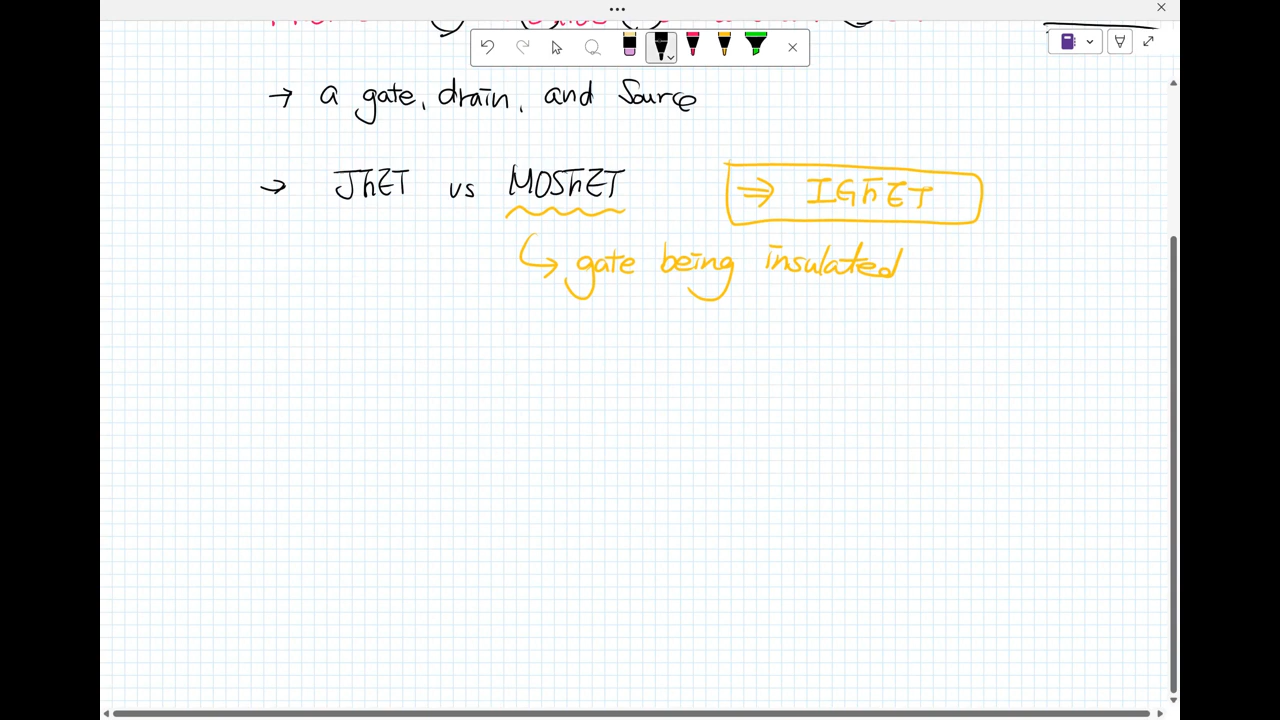 → a gate, drain, and Source
→ JFET vs MOSFET ⇒ IGFET
↳ gate being insulated